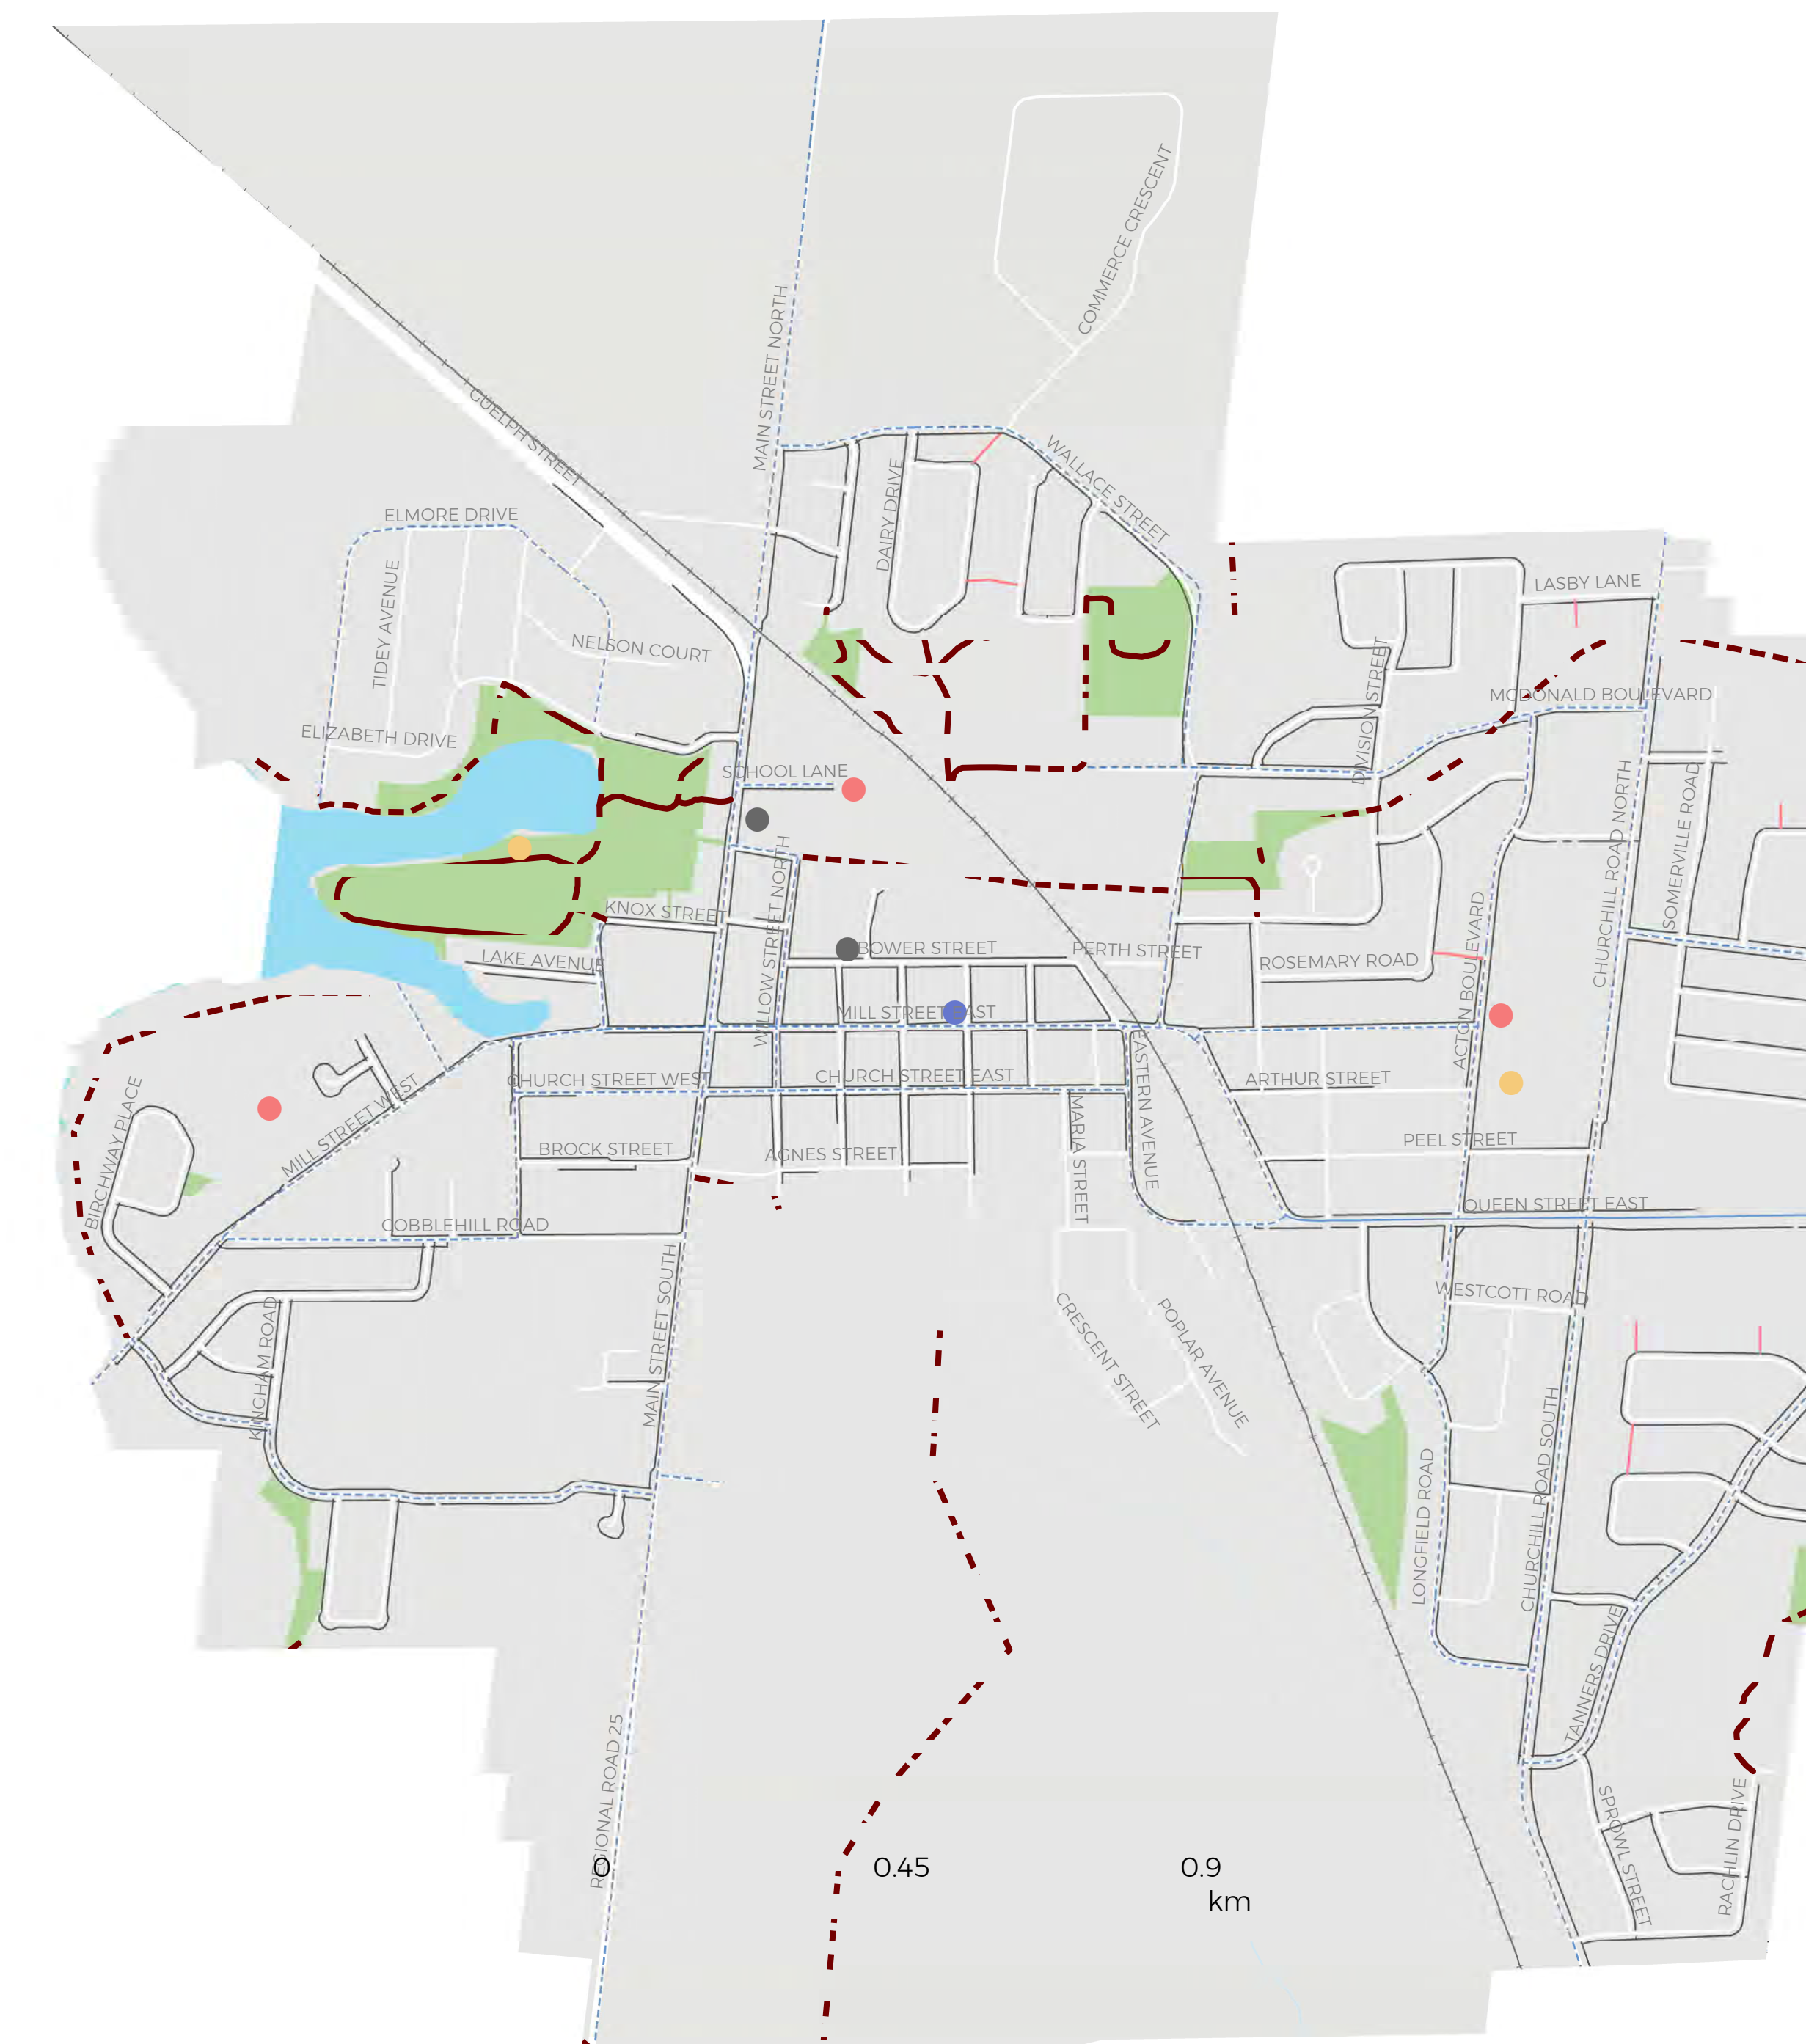 COMMERCE CRESCENT
MAIN STREET NORTH
GUELPH STREET
WALLACE STREET
DAIRY DRIVE
ELMORE DRIVE
TIDEY AVENUE
NELSON COURT
LASBY LANE
DIVISION STREET
MCDONALD BOULEVARD
ELIZABETH DRIVE
SCHOOL LANE
CHURCHILL ROAD NORTH
SOMERVILLE ROAD
WILLOW STREET NORTH
KNOX STREET
ACTON BOULEVARD
LAKE AVENUE
BOWER STREET
PERTH STREET
ROSEMARY ROAD
MILL STREET EAST
EASTERN AVENUE
CHURCH STREET WEST
CHURCH STREET EAST
ARTHUR STREET
BIRCHWAY PLACE
MILL STREET WEST
MARIA STREET
BROCK STREET
AGNES STREET
PEEL STREET
COBBLEHILL ROAD
QUEEN STREET EAST
MAIN STREET SOUTH
WESTCOTT ROAD
KINGHAM ROAD
CRESCENT STREET
POPLAR AVENUE
LONGFIELD ROAD
CHURCHILL ROAD SOUTH
TANNERS DRIVE
REGIONAL ROAD 25
SPROWL STREET
RACHLIN DRIVE
0 0.45 0.9
km